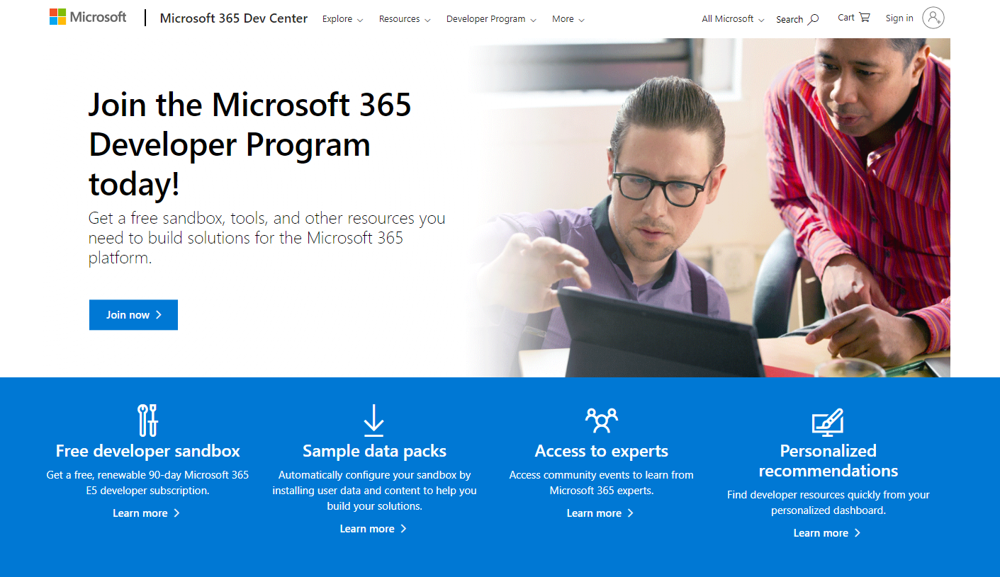 Microsoft
Microsoft 365 Dev Center
Explore
Resources
Developer Program
More
All Microsoft
Search
Cart
Sign in
Join the Microsoft 365
Developer Program
today!
Get a free sandbox, tools, and other resources you
need to build solutions for the Microsoft 365
platform.
Join now
Free developer sandbox
Get a free, renewable 90-day Microsoft 365
E5 developer subscription.
Learn more
Sample data packs
Automatically configure your sandbox by
installing user data and content to help you
build your solutions.
Learn more
Access to experts
Access community events to learn from
Microsoft 365 experts.
Learn more
Personalized
recommendations
Find developer resources quickly from your
personalized dashboard.
Learn more